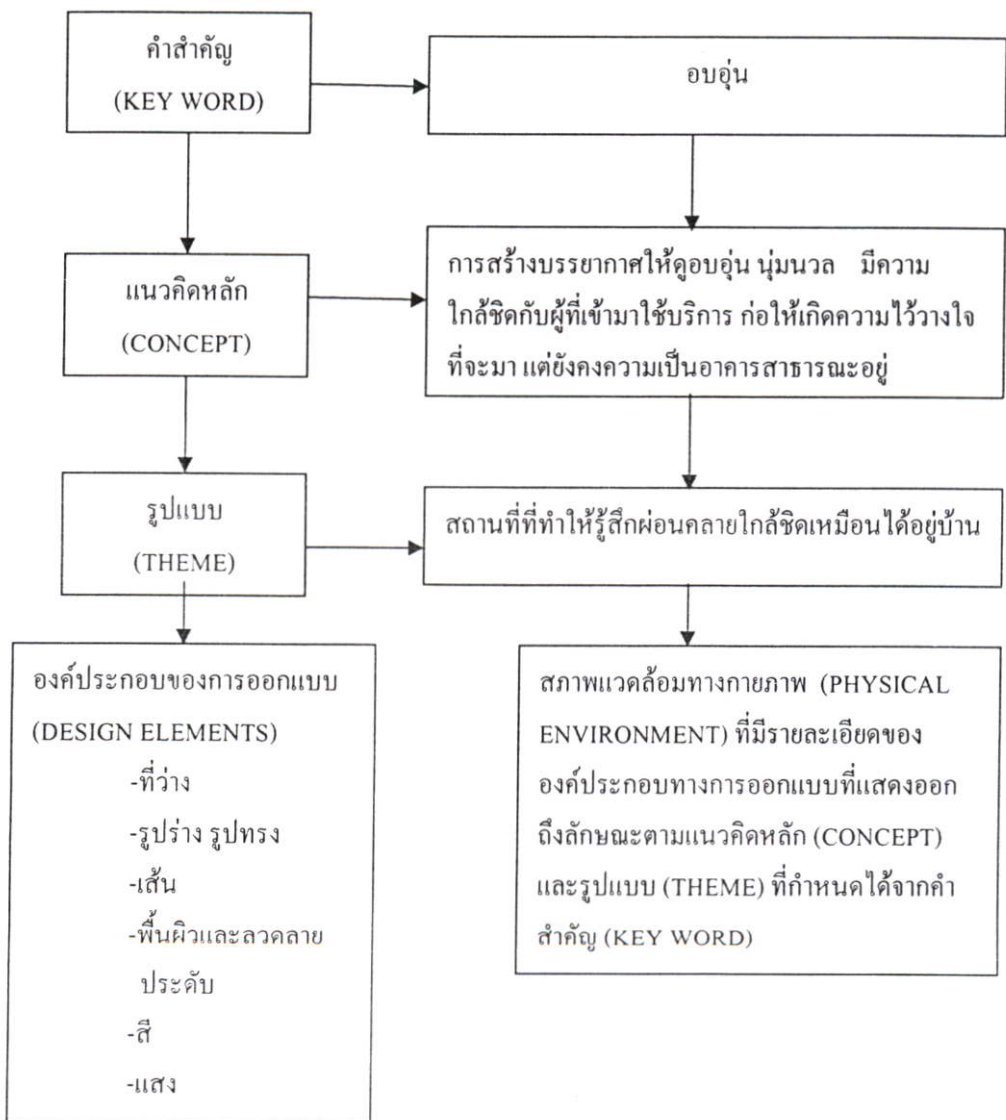 คำสำคัญ
(KEY WORD)
อบอุ่น
แนวคิดหลัก
(CONCEPT)
การสร้างบรรยากาศให้ดูอบอุ่น นุ่มนวล มีความ
ใกล้ชิดกับผู้ที่เข้ามาใช้บริการ ก่อให้เกิดความไว้วางใจ
ที่จะมา แต่ยังคงความเป็นอาคารสาธารณะอยู่
รูปแบบ
(THEME)
สถานที่ที่ทำให้รู้สึกผ่อนคลายใกล้ชิดเหมือนได้อยู่บ้าน
องค์ประกอบของการออกแบบ
(DESIGN ELEMENTS)
-ที่ว่าง
-รูปร่าง รูปทรง
-เส้น
-พื้นผิวและลวดลาย
ประดับ
-สี
-แสง
สภาพแวดล้อมทางกายภาพ (PHYSICAL
ENVIRONMENT) ที่มีรายละเอียดของ
องค์ประกอบทางการออกแบบที่แสดงออก
ถึงลักษณะตามแนวคิดหลัก (CONCEPT)
และรูปแบบ (THEME) ที่กำหนดได้จากคำ
สำคัญ (KEY WORD)